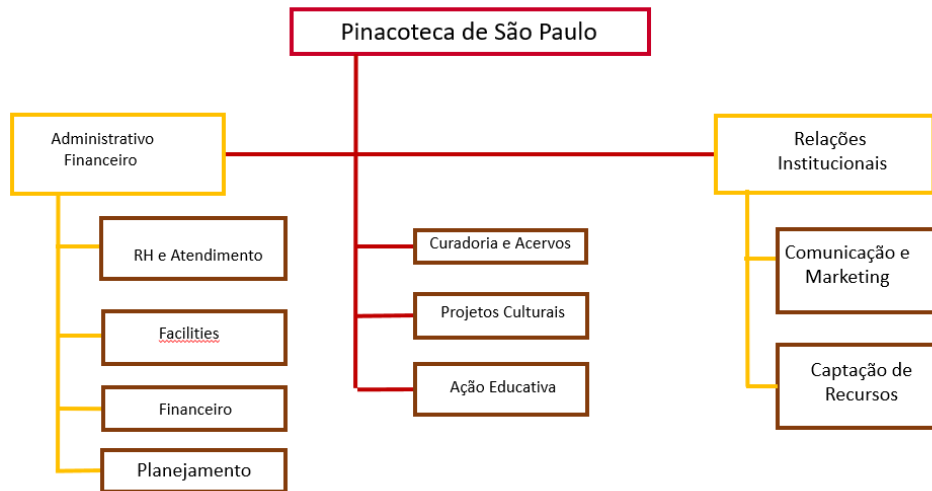 Pinacoteca de São Paulo
Administrativo
Financeiro
Relações
Institucionais
RH e Atendimento
Curadoria e Acervos
Comunicação e
Marketing
Facilities
Projetos Culturais
Ação Educativa
Captação de
Recursos
Financeiro
Planejamento